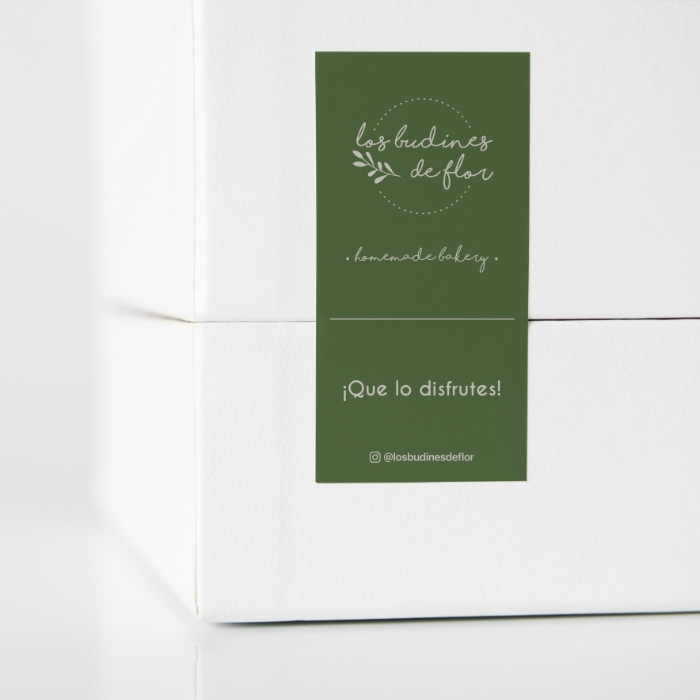 los budines
de flor
• homemade bakery •
¡Que lo disfrutes!
@losbudinesdeflor